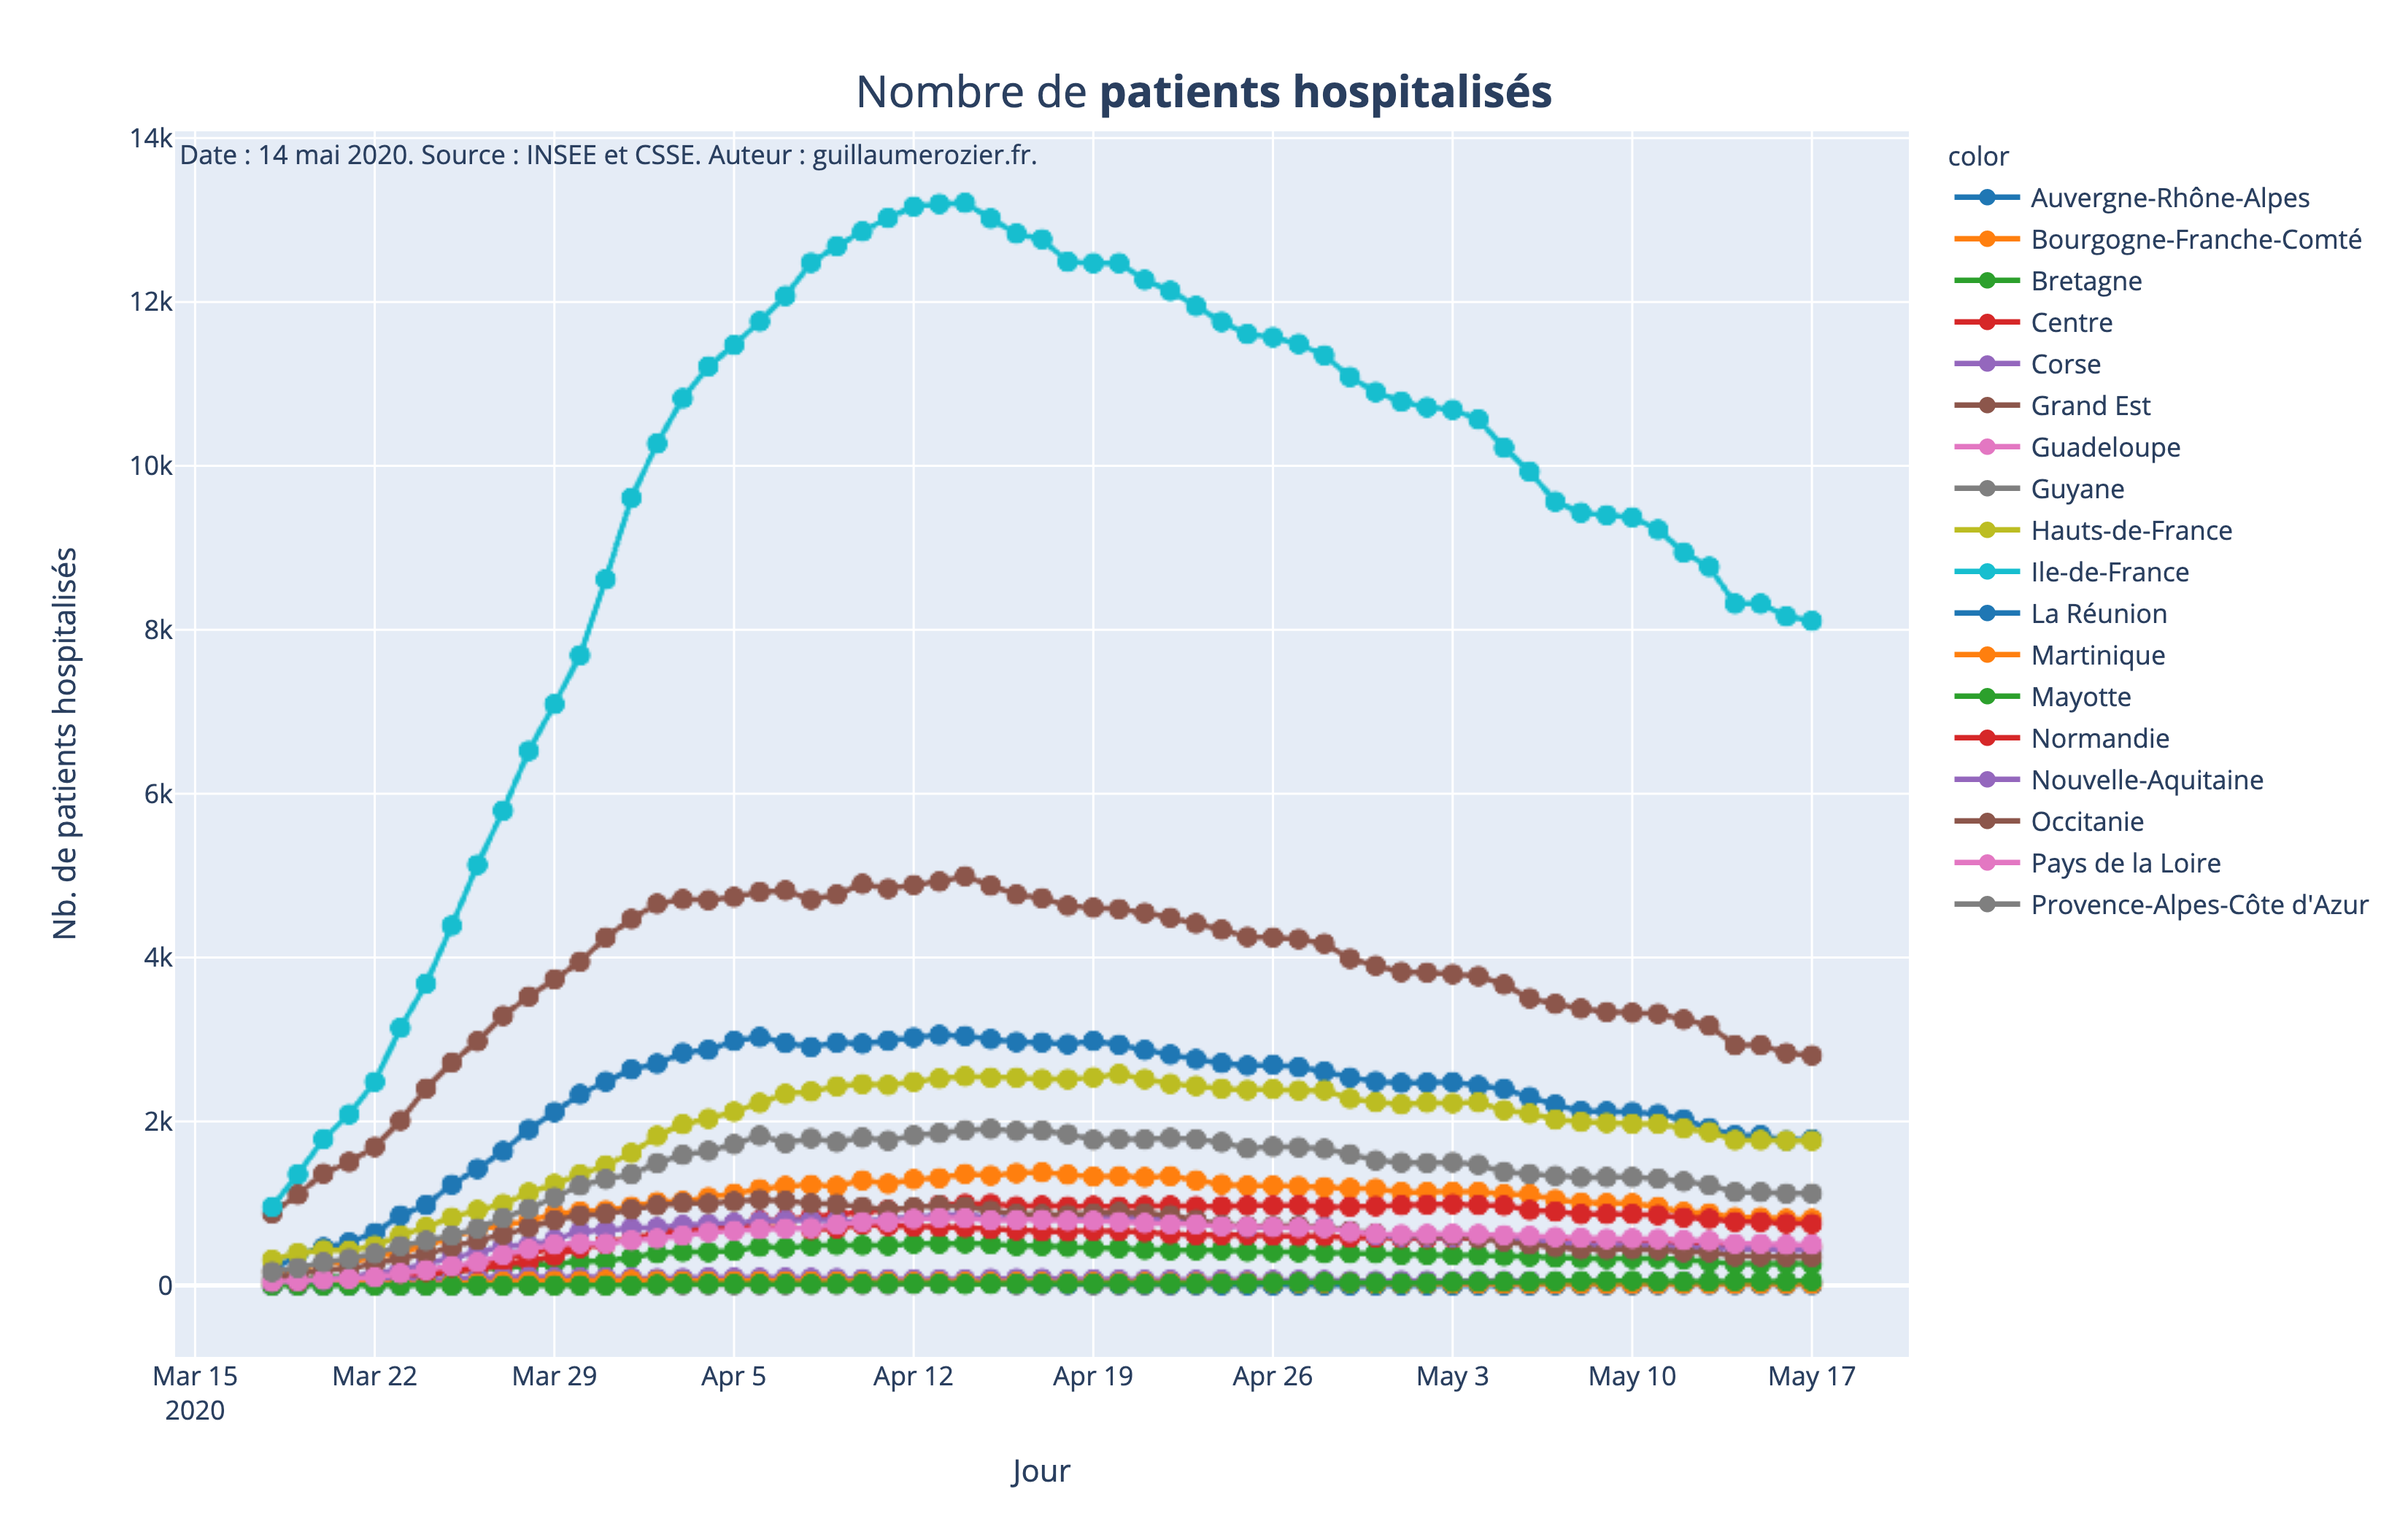 Nombre de patients hospitalisés
Date : 14 mai 2020. Source : INSEE et CSSE. Auteur : guillaumerozier.fr.
14k
12k
10k
8k
6k
4k
2k
0
Nb. de patients hospitalisés
Mar 15
2020
Mar 22
Mar 29
Apr 5
Apr 12
Apr 19
Apr 26
May 3
May 10
May 17
Jour
color
Auvergne-Rhône-Alpes
Bourgogne-Franche-Comté
Bretagne
Centre
Corse
Grand Est
Guadeloupe
Guyane
Hauts-de-France
Ile-de-France
La Réunion
Martinique
Mayotte
Normandie
Nouvelle-Aquitaine
Occitanie
Pays de la Loire
Provence-Alpes-Côte d'Azur